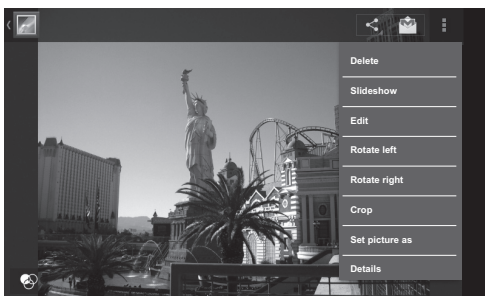 Delete
Slideshow
Edit
Rotate left
Rotate right
Crop
Set picture as
Details